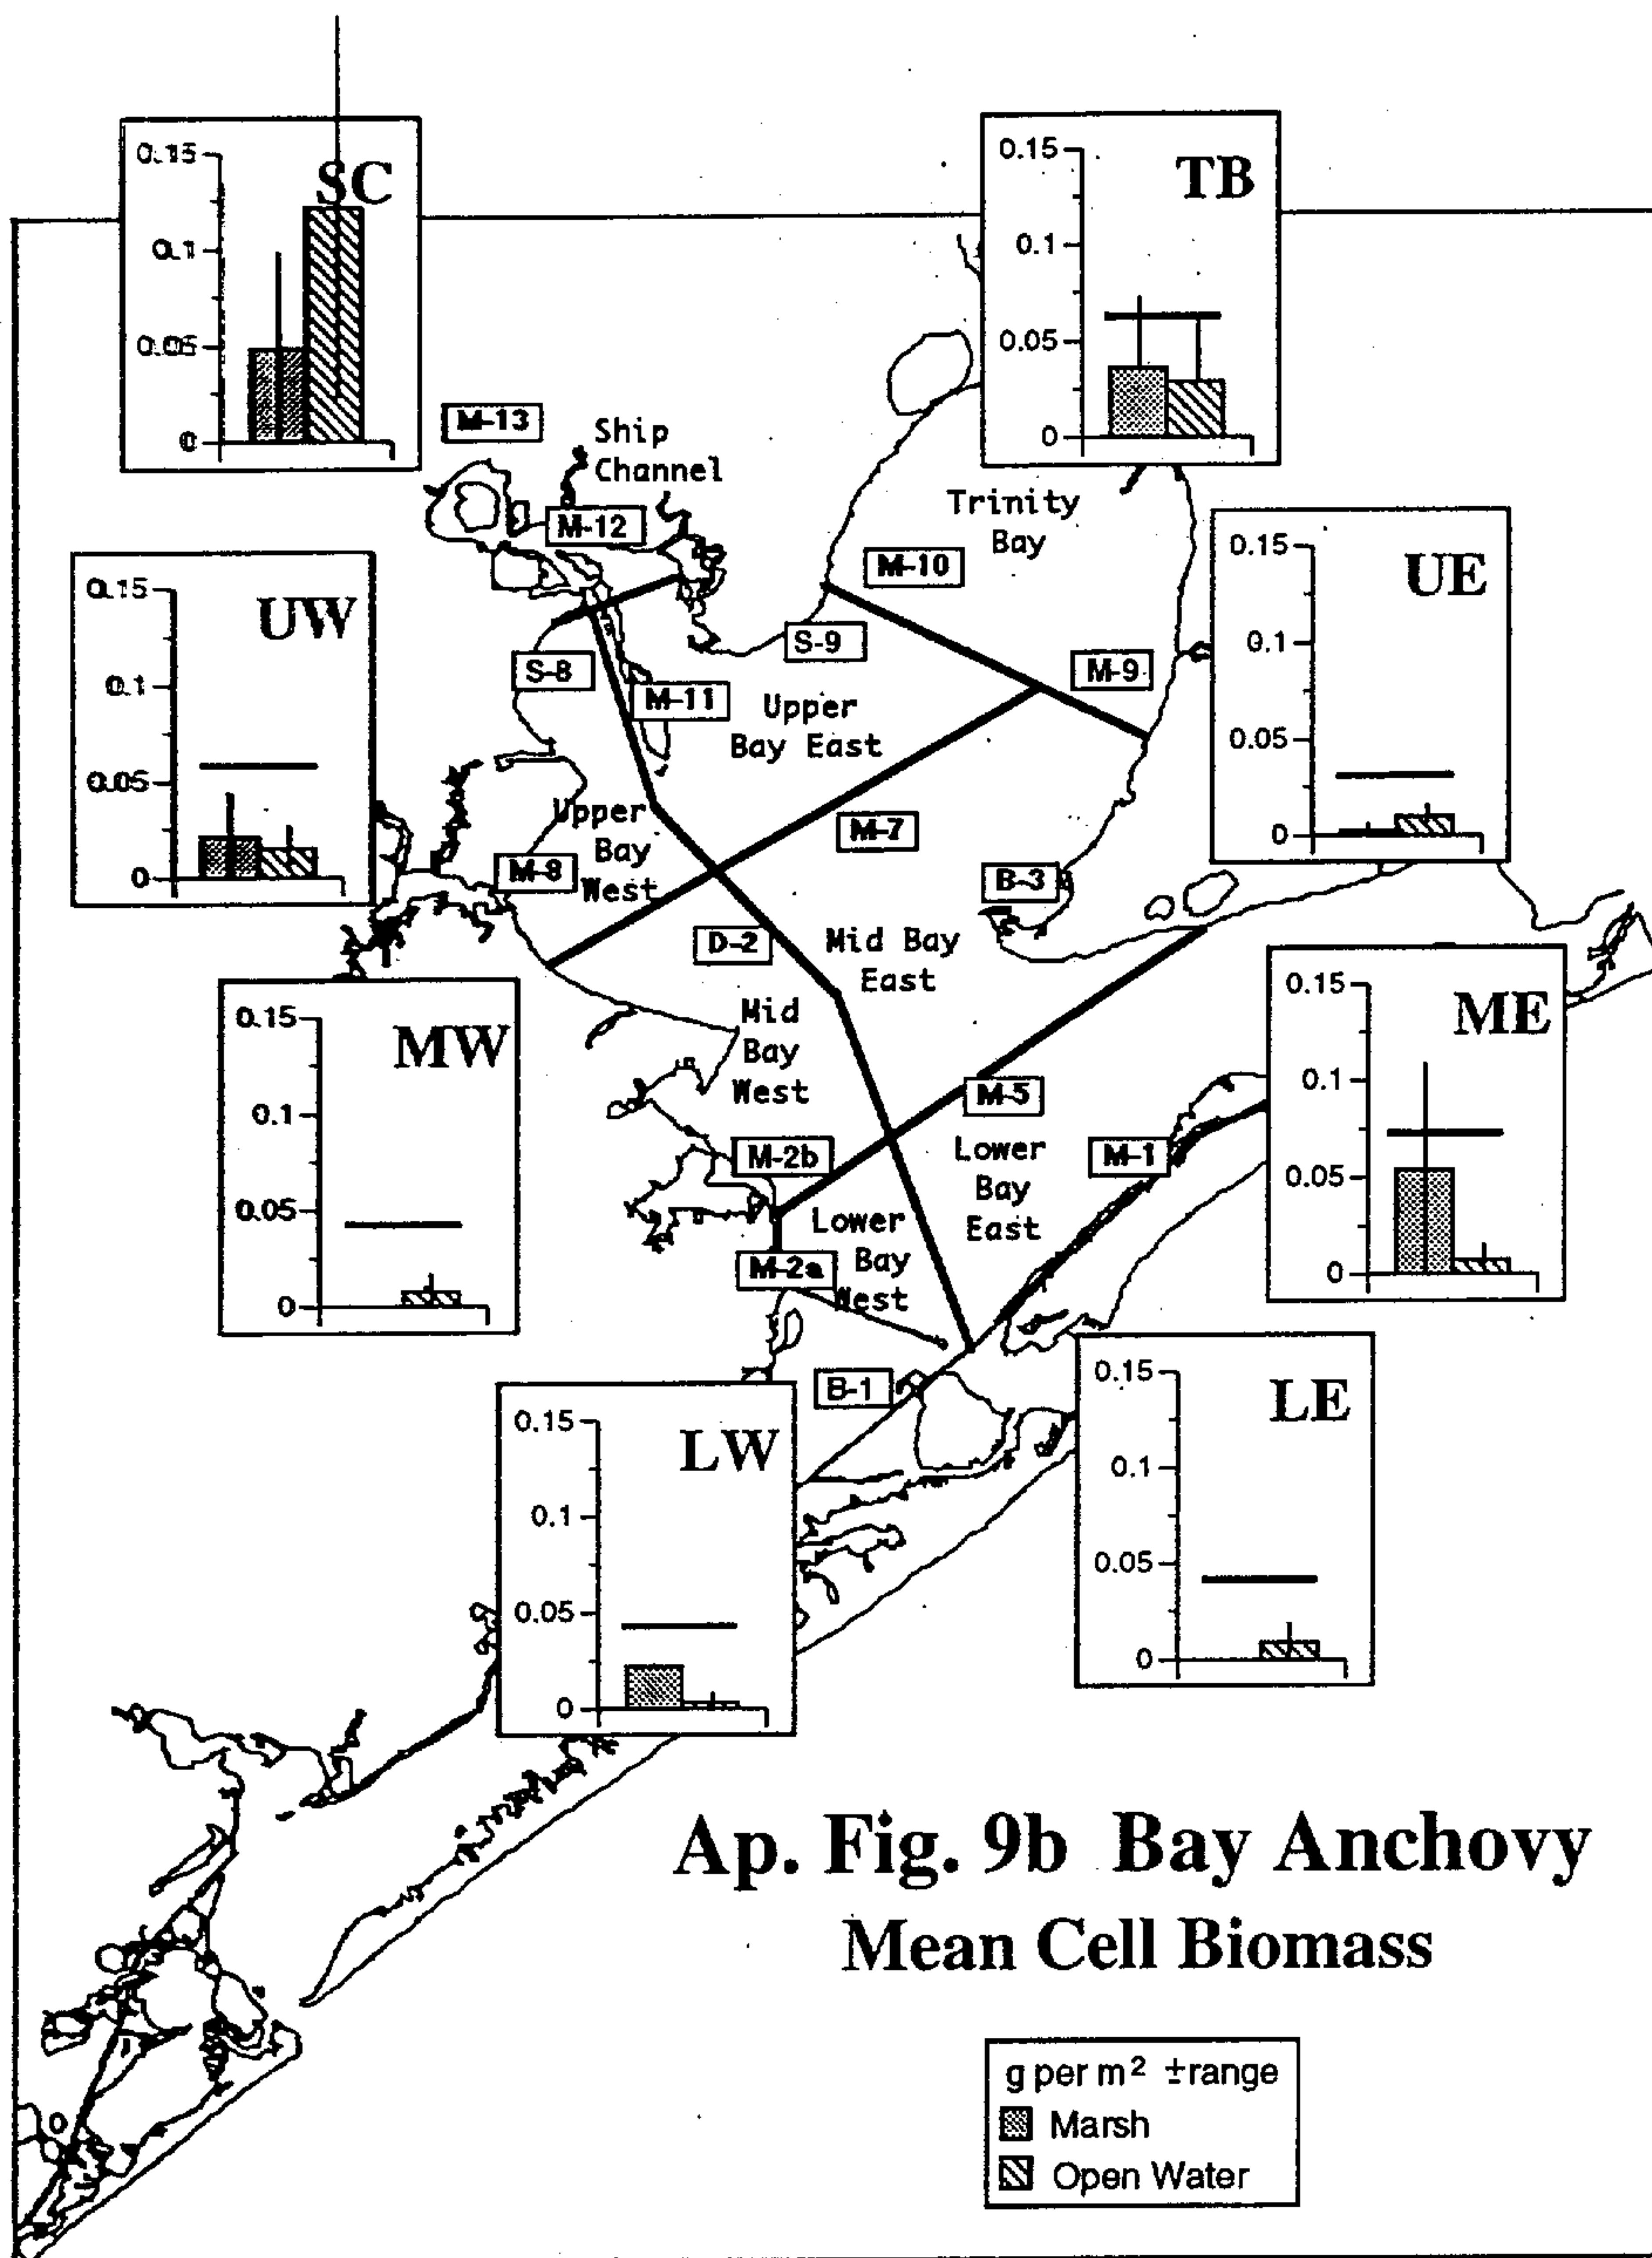 0.15
SC
0.1
0.05
0
0.15
TB
0.1
0.05
0
M-13
Ship
Channel
M-12
Trinity
Bay
M-10
0.15
UE
0.1
0.05
0
0.15
UW
0.1
0.05
0
S-9
S-8
M-9
M-11
Upper
Bay East
Upper
Bay
West
M-7
M-8
B-3
D-2
Mid Bay
East
0.15
MW
0.1
0.05
0
Mid
Bay
West
0.15
ME
0.1
0.05
0
M-5
M-2b
Lower
Bay
East
M-1
Lower
Bay
West
M-2a
B-1
0.15
LE
0.1
0.05
0
0.15
LW
0.1
0.05
0
Ap. Fig. 9b Bay Anchovy
Mean Cell Biomass
g per m² ±range
Marsh
Open Water